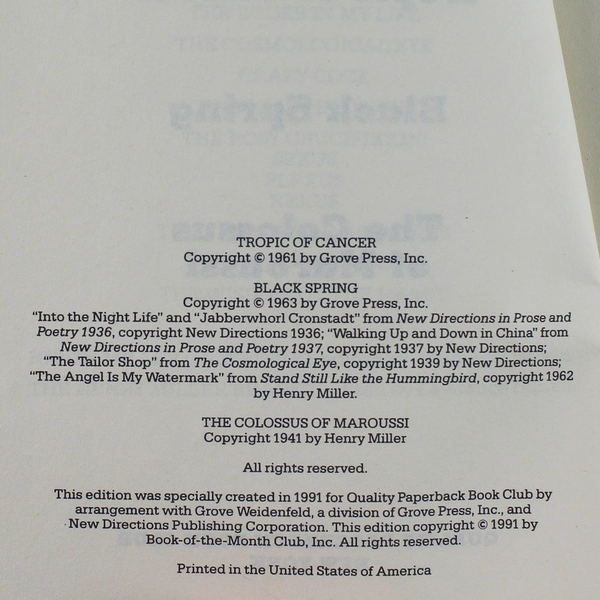 TROPIC OF CANCER
Copyright © 1961 by Grove Press, Inc.
BLACK SPRING
Copyright © 1963 by Grove Press, Inc.
“Into the Night Life” and “Jabberwhorl Cronstadt” from New Directions in Prose and
Poetry 1936, copyright New Directions 1936; “Walking Up and Down in China” from
New Directions in Prose and Poetry 1937, copyright 1937 by New Directions;
“The Tailor Shop” from The Cosmological Eye, copyright 1939 by New Directions;
“The Angel Is My Watermark” from Stand Still Like the Hummingbird, copyright 1962
by Henry Miller.
THE COLOSSUS OF MAROUSSI
Copyright 1941 by Henry Miller
All rights reserved.
This edition was specially created in 1991 for Quality Paperback Book Club by
arrangement with Grove Weidenfeld, a division of Grove Press, Inc., and
New Directions Publishing Corporation. This edition copyright © 1991 by
Book-of-the-Month Club, Inc. All rights reserved.
Printed in the United States of America